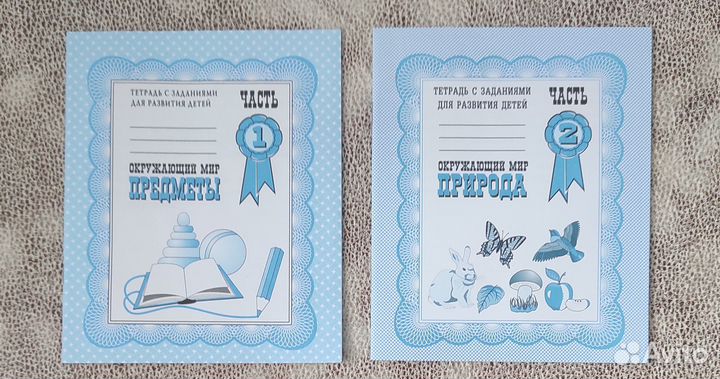 ТЕТРАДЬ С ЗАДАНИЯМИ
ДЛЯ РАЗВИТИЯ ДЕТЕЙ
ЧАСТЬ
1
ОКРУЖАЮЩИЙ МИР
ПРЕДМЕТЫ
ТЕТРАДЬ С ЗАДАНИЯМИ
ДЛЯ РАЗВИТИЯ ДЕТЕЙ
ЧАСТЬ
2
ОКРУЖАЮЩИЙ МИР
ПРИРОДА
Avito